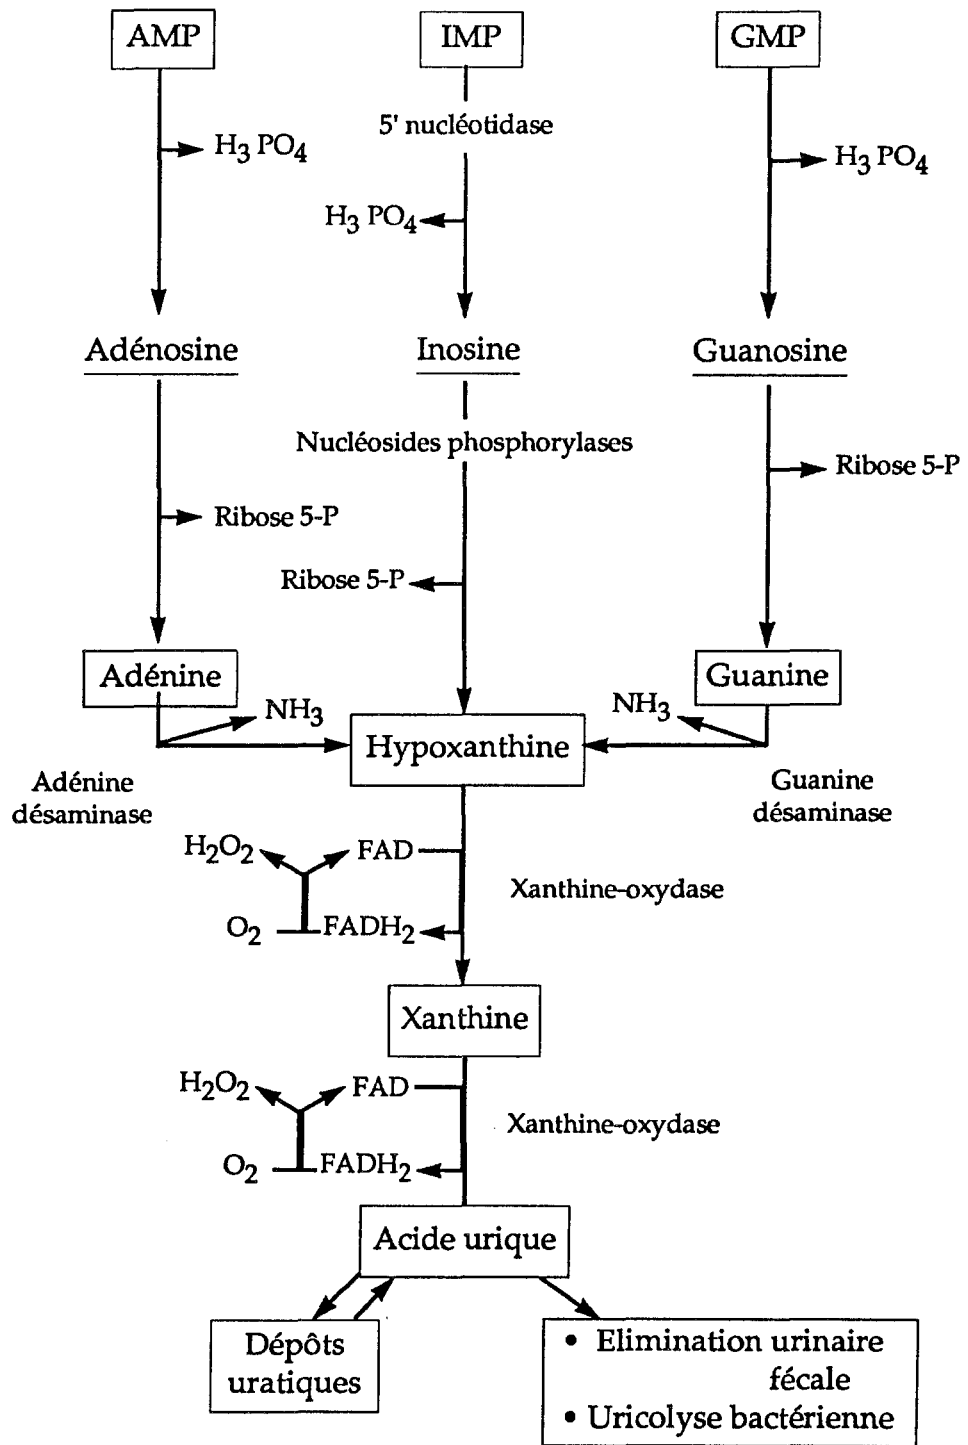 AMP
IMP
GMP
5' nucléotidase
H3 PO4
H3 PO4
H3 PO4
Adénosine
Inosine
Guanosine
Nucléosides phosphorylases
Ribose 5-P
Ribose 5-P
Ribose 5-P
Adénine
Guanine
NH3
NH3
Hypoxanthine
Adénine
désaminase
Guanine
désaminase
H2O2
FAD
Xanthine-oxydase
O2
FADH2
Xanthine
H2O2
FAD
Xanthine-oxydase
O2
FADH2
Acide urique
Dépôts
uratiques
• Elimination urinaire
fécale
• Uricolyse bactérienne